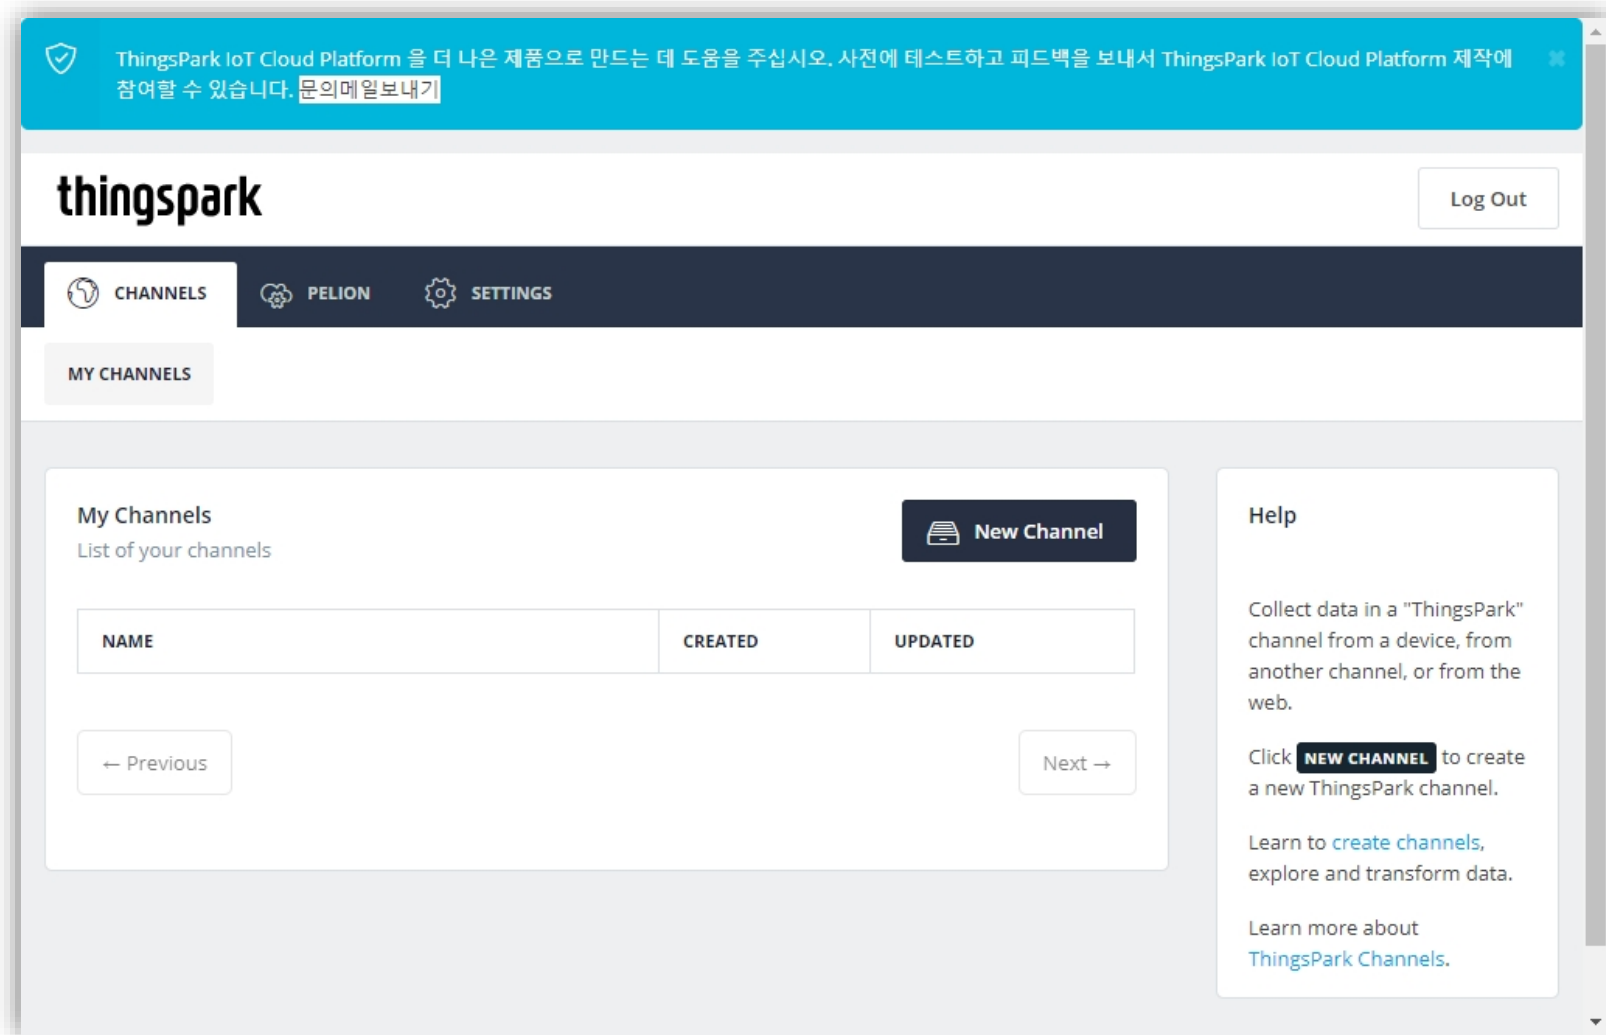 ThingsPark IoT Cloud Platform 을 더 나은 제품으로 만드는 데 도움을 주십시오. 사전에 테스트하고 피드백을 보내서 ThingsPark IoT Cloud Platform 제작에
참여할 수 있습니다. 문의메일보내기
thingspark
Log Out
CHANNELS
PELION
SETTINGS
MY CHANNELS
My Channels
List of your channels
New Channel
NAME
CREATED
UPDATED
← Previous
Next →
Help
Collect data in a "ThingsPark"
channel from a device, from
another channel, or from the
web.
Click NEW CHANNEL to create
a new ThingsPark channel.
Learn to create channels,
explore and transform data.
Learn more about
ThingsPark Channels.